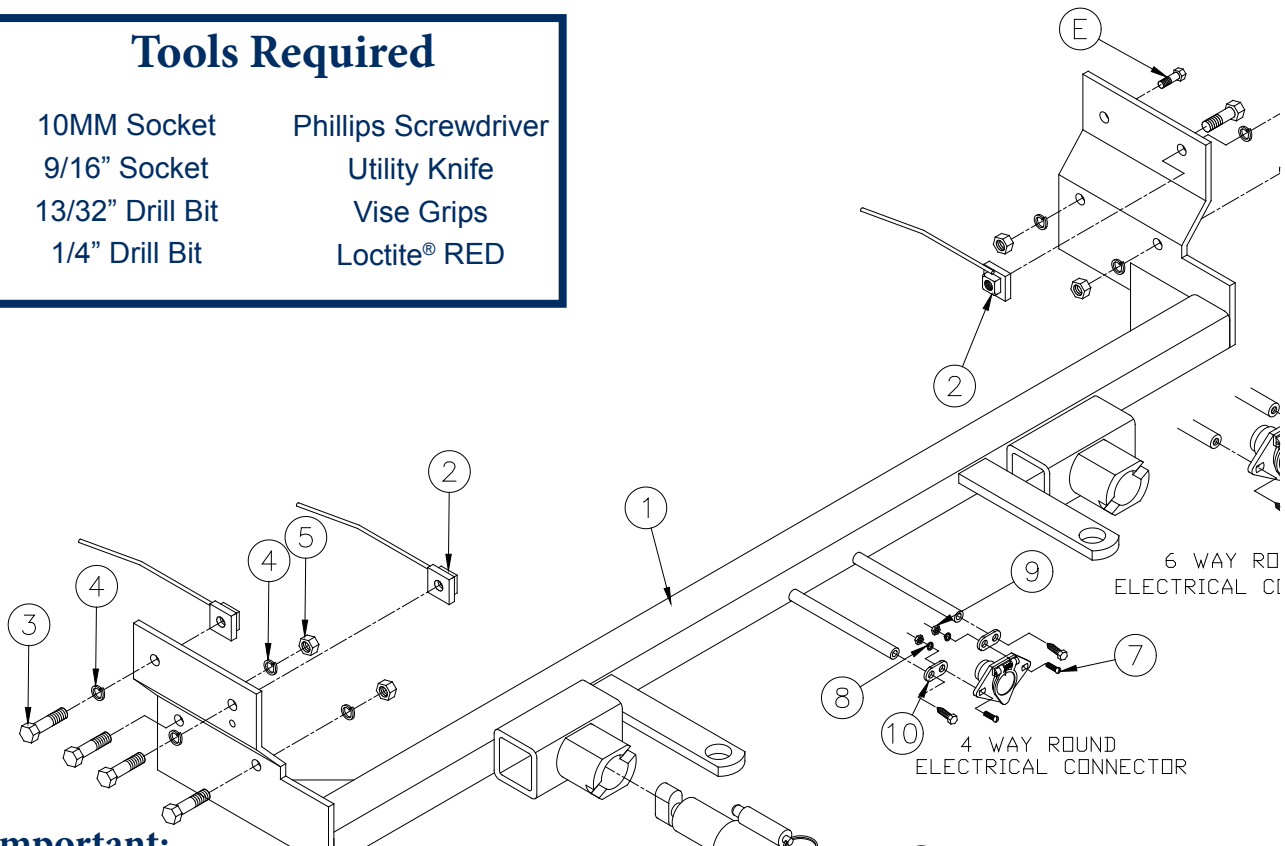 Tools Required
10MM Socket
9/16” Socket
13/32” Drill Bit
1/4” Drill Bit
Phillips Screwdriver
Utility Knife
Vise Grips
Loctite® RED
E
2
2
1
5
4
4
3
6 WAY
ELECTRICAL
9
7
8
10
4 WAY ROUND
ELECTRICAL CONNECTOR
mportant: